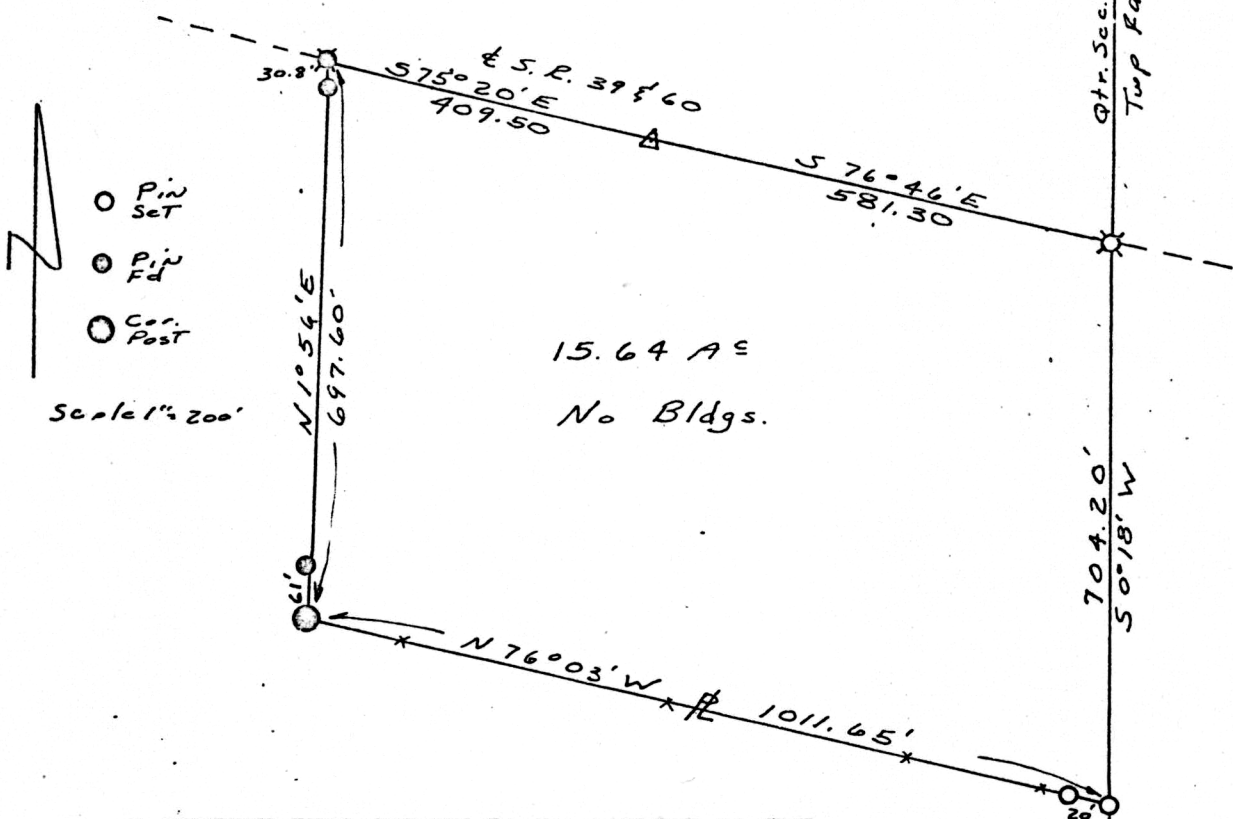 ℄ S. R. 39 & 60
30.8'
S 75° 20' E
409.50
S 76° 46' E
581.30
Qtr. Sec.
Twp
Pin
Set
Pin
Fd
Cor.
Post
Scale 1" = 200'
N 1° 54' E
697.60'
15.64 Ac
No Bldgs.
704.20'
S 0° 18' W
61'
N 76° 03' W
℄
1011.65'
20'